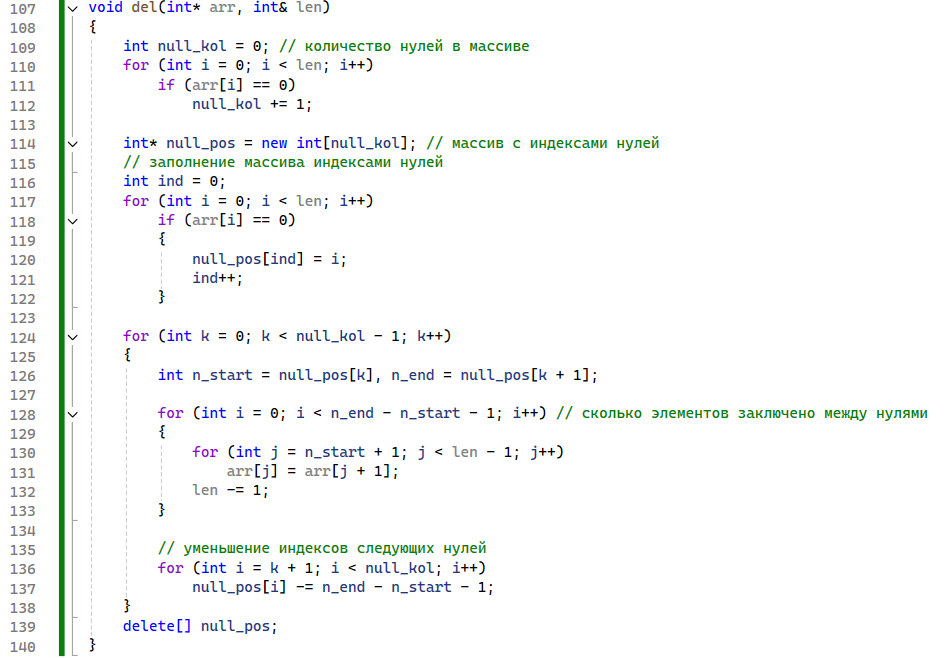 107 void del(int* arr, int& len)
108 {
109 int null_kol = 0; // количество нулей в массиве
110 for (int i = 0; i < len; i++)
111 if (arr[i] == 0)
112 null_kol += 1;
113
114 int* null_pos = new int[null_kol]; // массив с индексами нулей
115 // заполнение массива индексами нулей
116 int ind = 0;
117 for (int i = 0; i < len; i++)
118 if (arr[i] == 0)
119 {
120 null_pos[ind] = i;
121 ind++;
122 }
123
124 for (int k = 0; k < null_kol - 1; k++)
125 {
126 int n_start = null_pos[k], n_end = null_pos[k + 1];
127
128 for (int i = 0; i < n_end - n_start - 1; i++) // сколько элементов заключено между нулями
129 {
130 for (int j = n_start + 1; j < len - 1; j++)
131 arr[j] = arr[j + 1];
132 len -= 1;
133 }
134
135 // уменьшение индексов следующих нулей
136 for (int i = k + 1; i < null_kol; i++)
137 null_pos[i] -= n_end - n_start - 1;
138 }
139 delete[] null_pos;
140 }